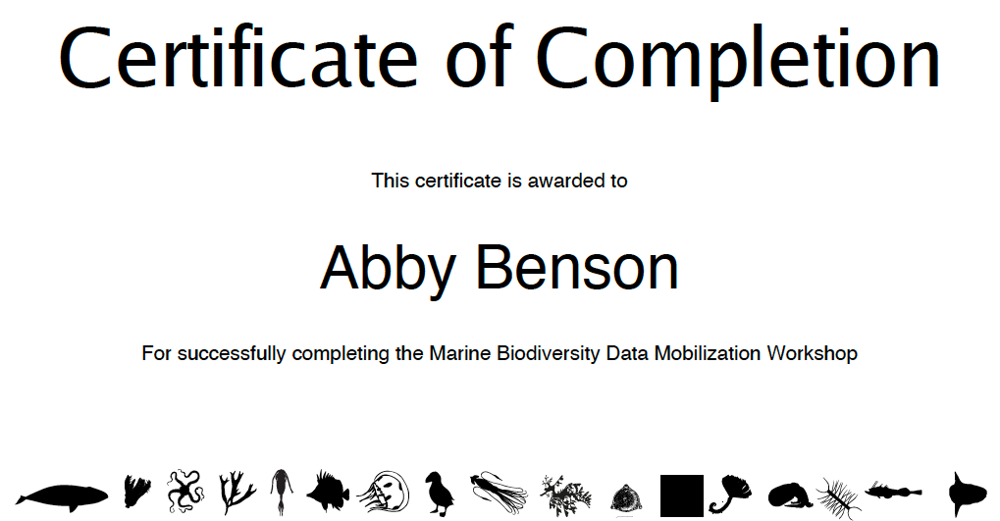 Certificate of Completion
This certificate is awarded to
Abby Benson
For successfully completing the Marine Biodiversity Data Mobilization Workshop